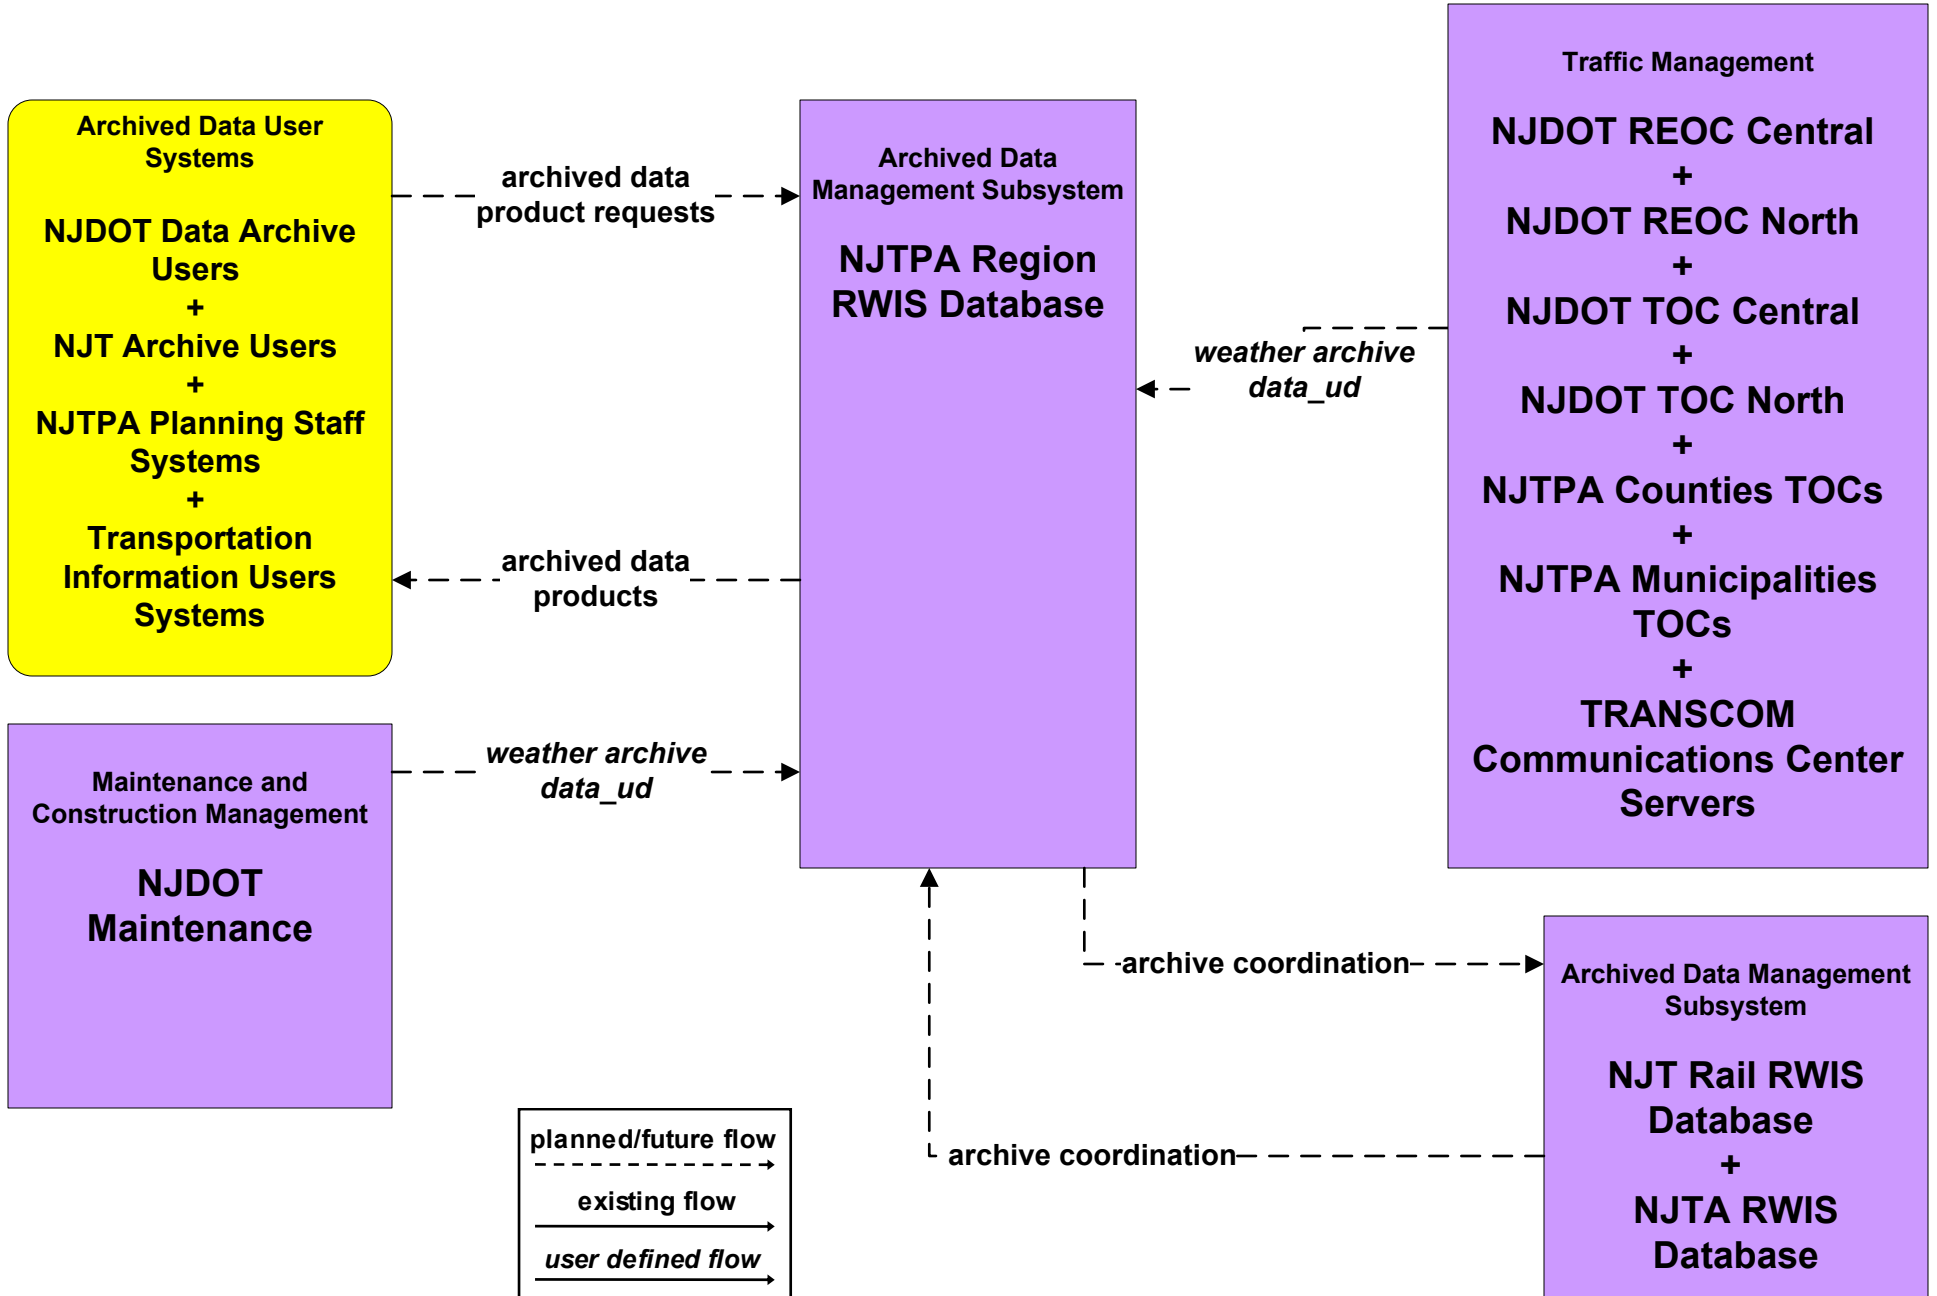 Archived Data User
Systems
NJDOT Data Archive
Users
+
NJT Archive Users
+
NJTPA Planning Staff
Systems
+
Transportation
Information Users
Systems
archived data
product requests
archived data
products
Maintenance and
Construction Management
NJDOT
Maintenance
weather archive
data_ud
Archived Data
Management Subsystem
NJTPA Region
RWIS Database
weather archive
data_ud
Traffic Management
NJDOT REOC Central
+
NJDOT REOC North
+
NJDOT TOC Central
+
NJDOT TOC North
+
NJTPA Counties TOCs
+
NJTPA Municipalities
TOCs
+
TRANSCOM
Communications Center
Servers
archive coordination
archive coordination
Archived Data Management
Subsystem
NJT Rail RWIS
Database
+
NJTA RWIS
Database
planned/future flow
existing flow
user defined flow